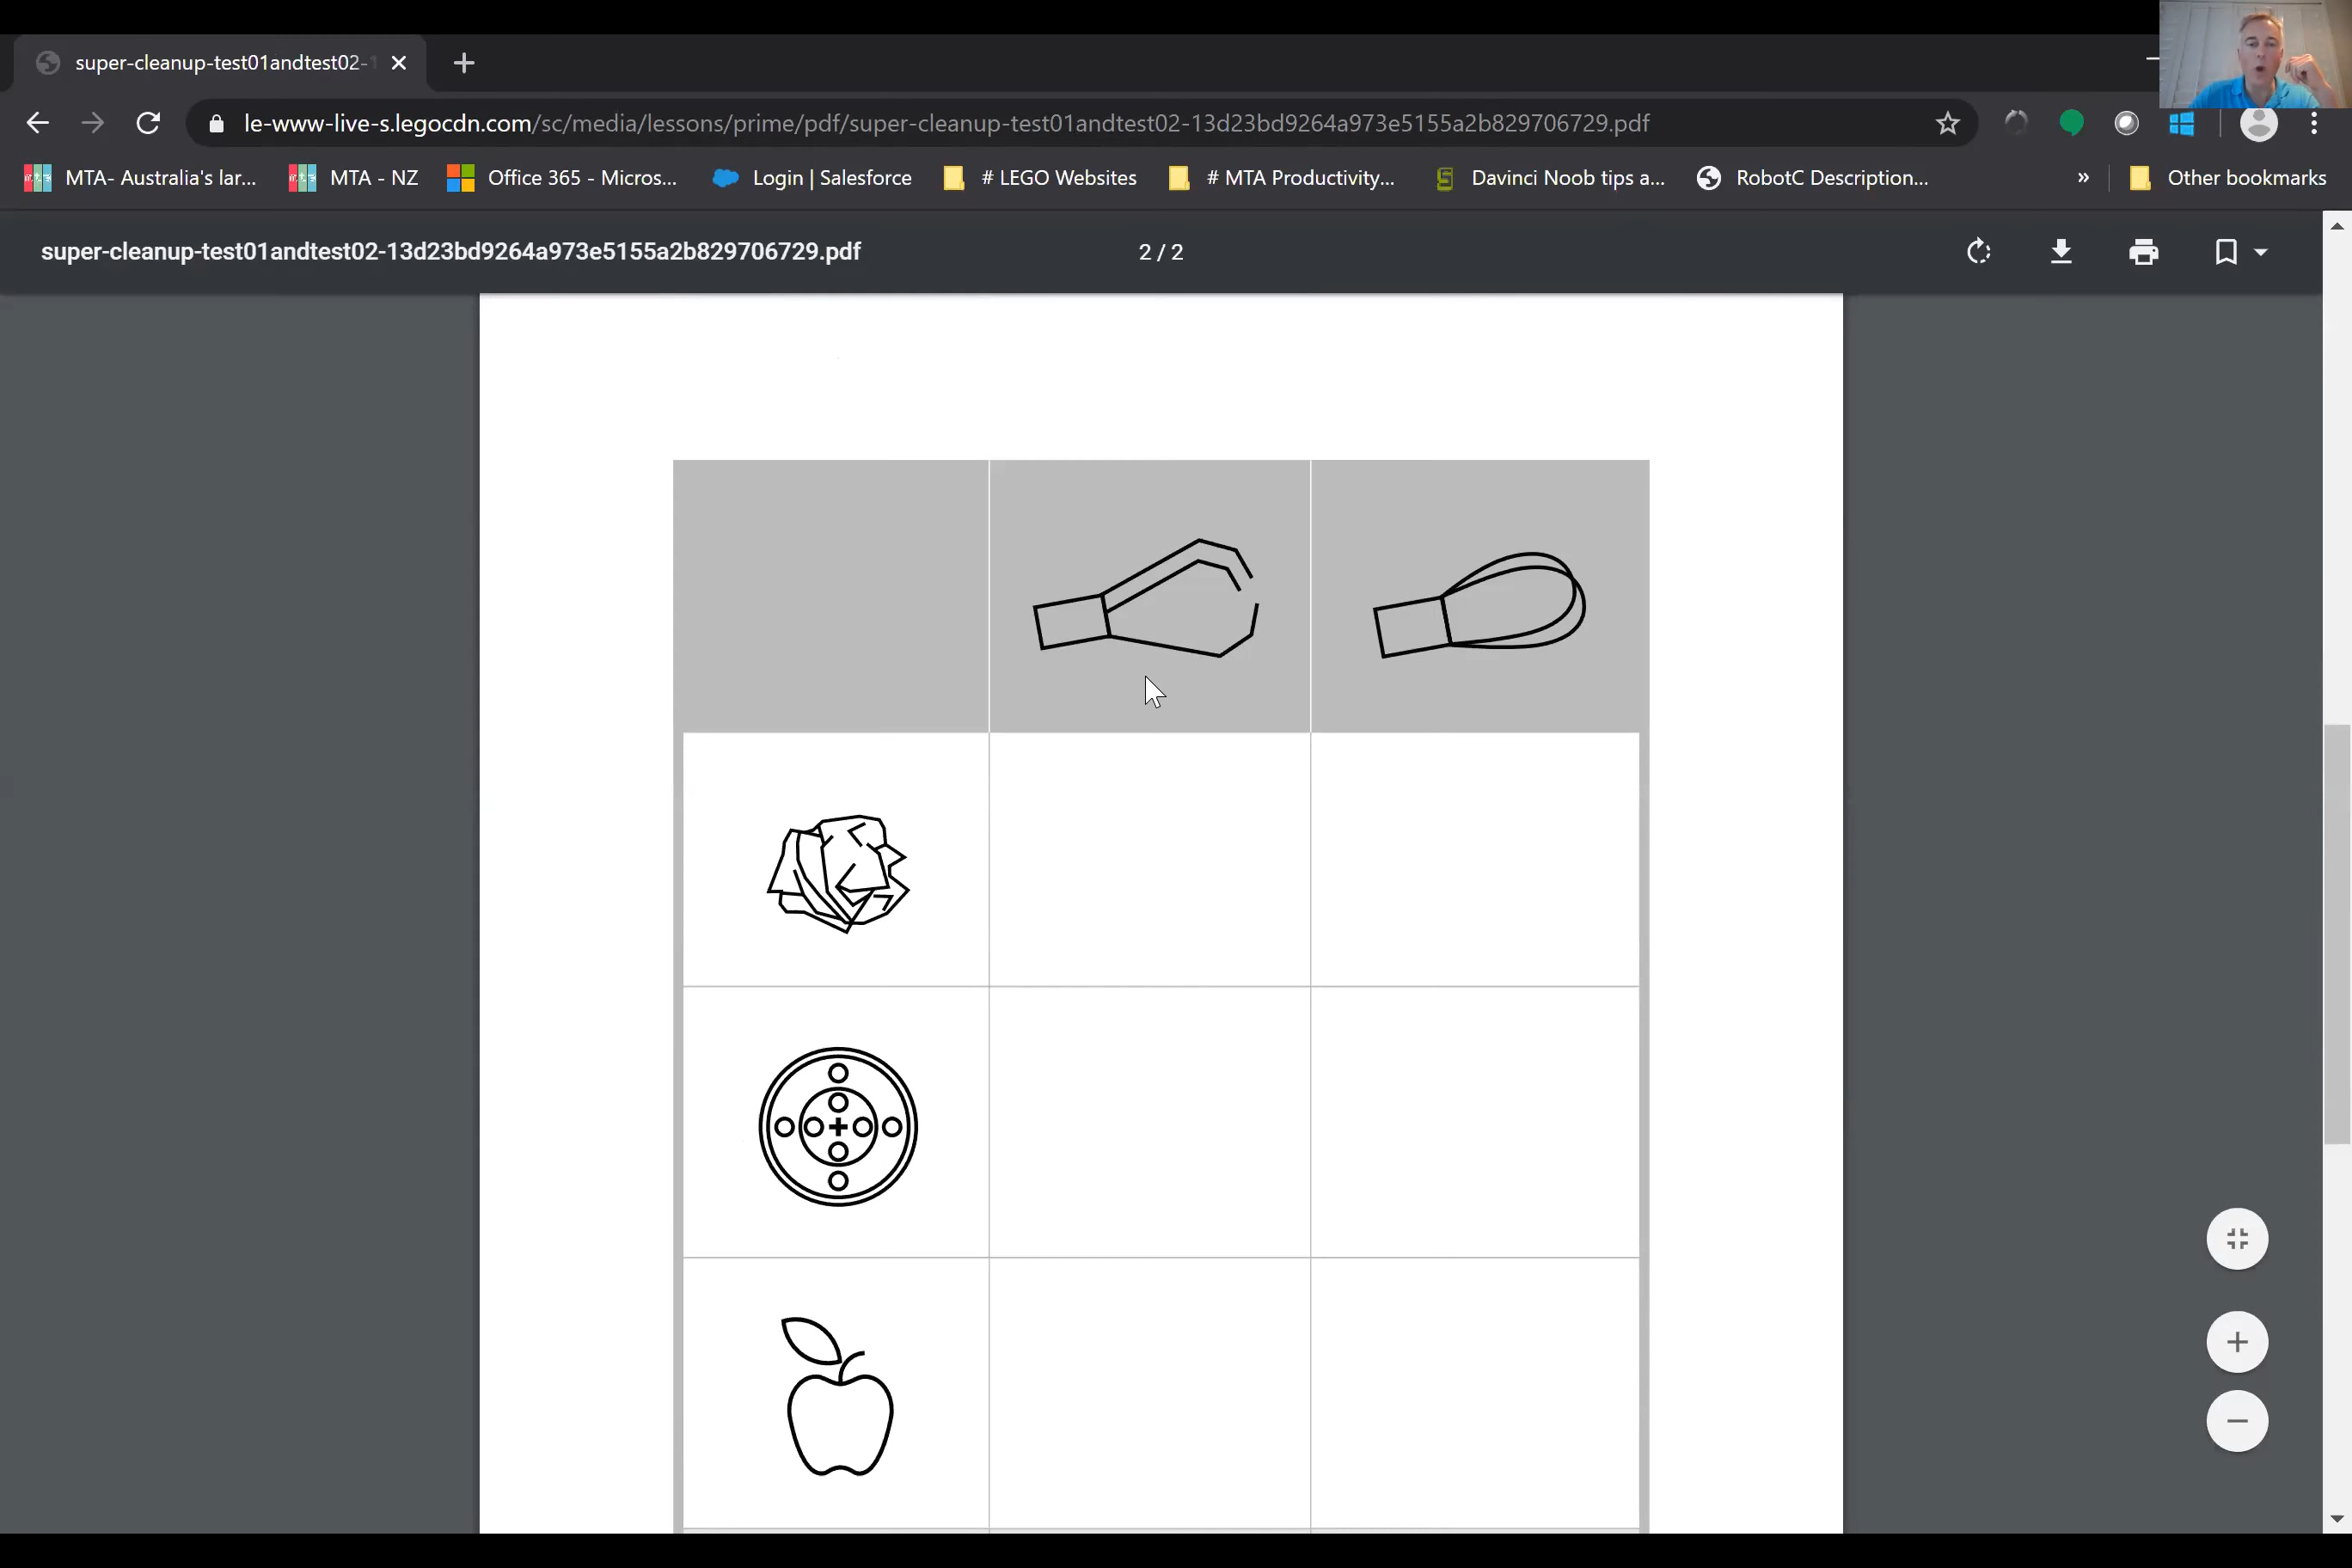 super-cleanup-test01andtest02-1
le-www-live-s.legocdn.com/sc/media/lessons/prime/pdf/super-cleanup-test01andtest02-13d23bd9264a973e5155a2b829706729.pdf
MTA- Australia's lar...
MTA - NZ
Office 365 - Micros...
Login | Salesforce
# LEGO Websites
# MTA Productivity...
Davinci Noob tips a...
RobotC Description...
»
Other bookmarks
super-cleanup-test01andtest02-13d23bd9264a973e5155a2b829706729.pdf
2 / 2